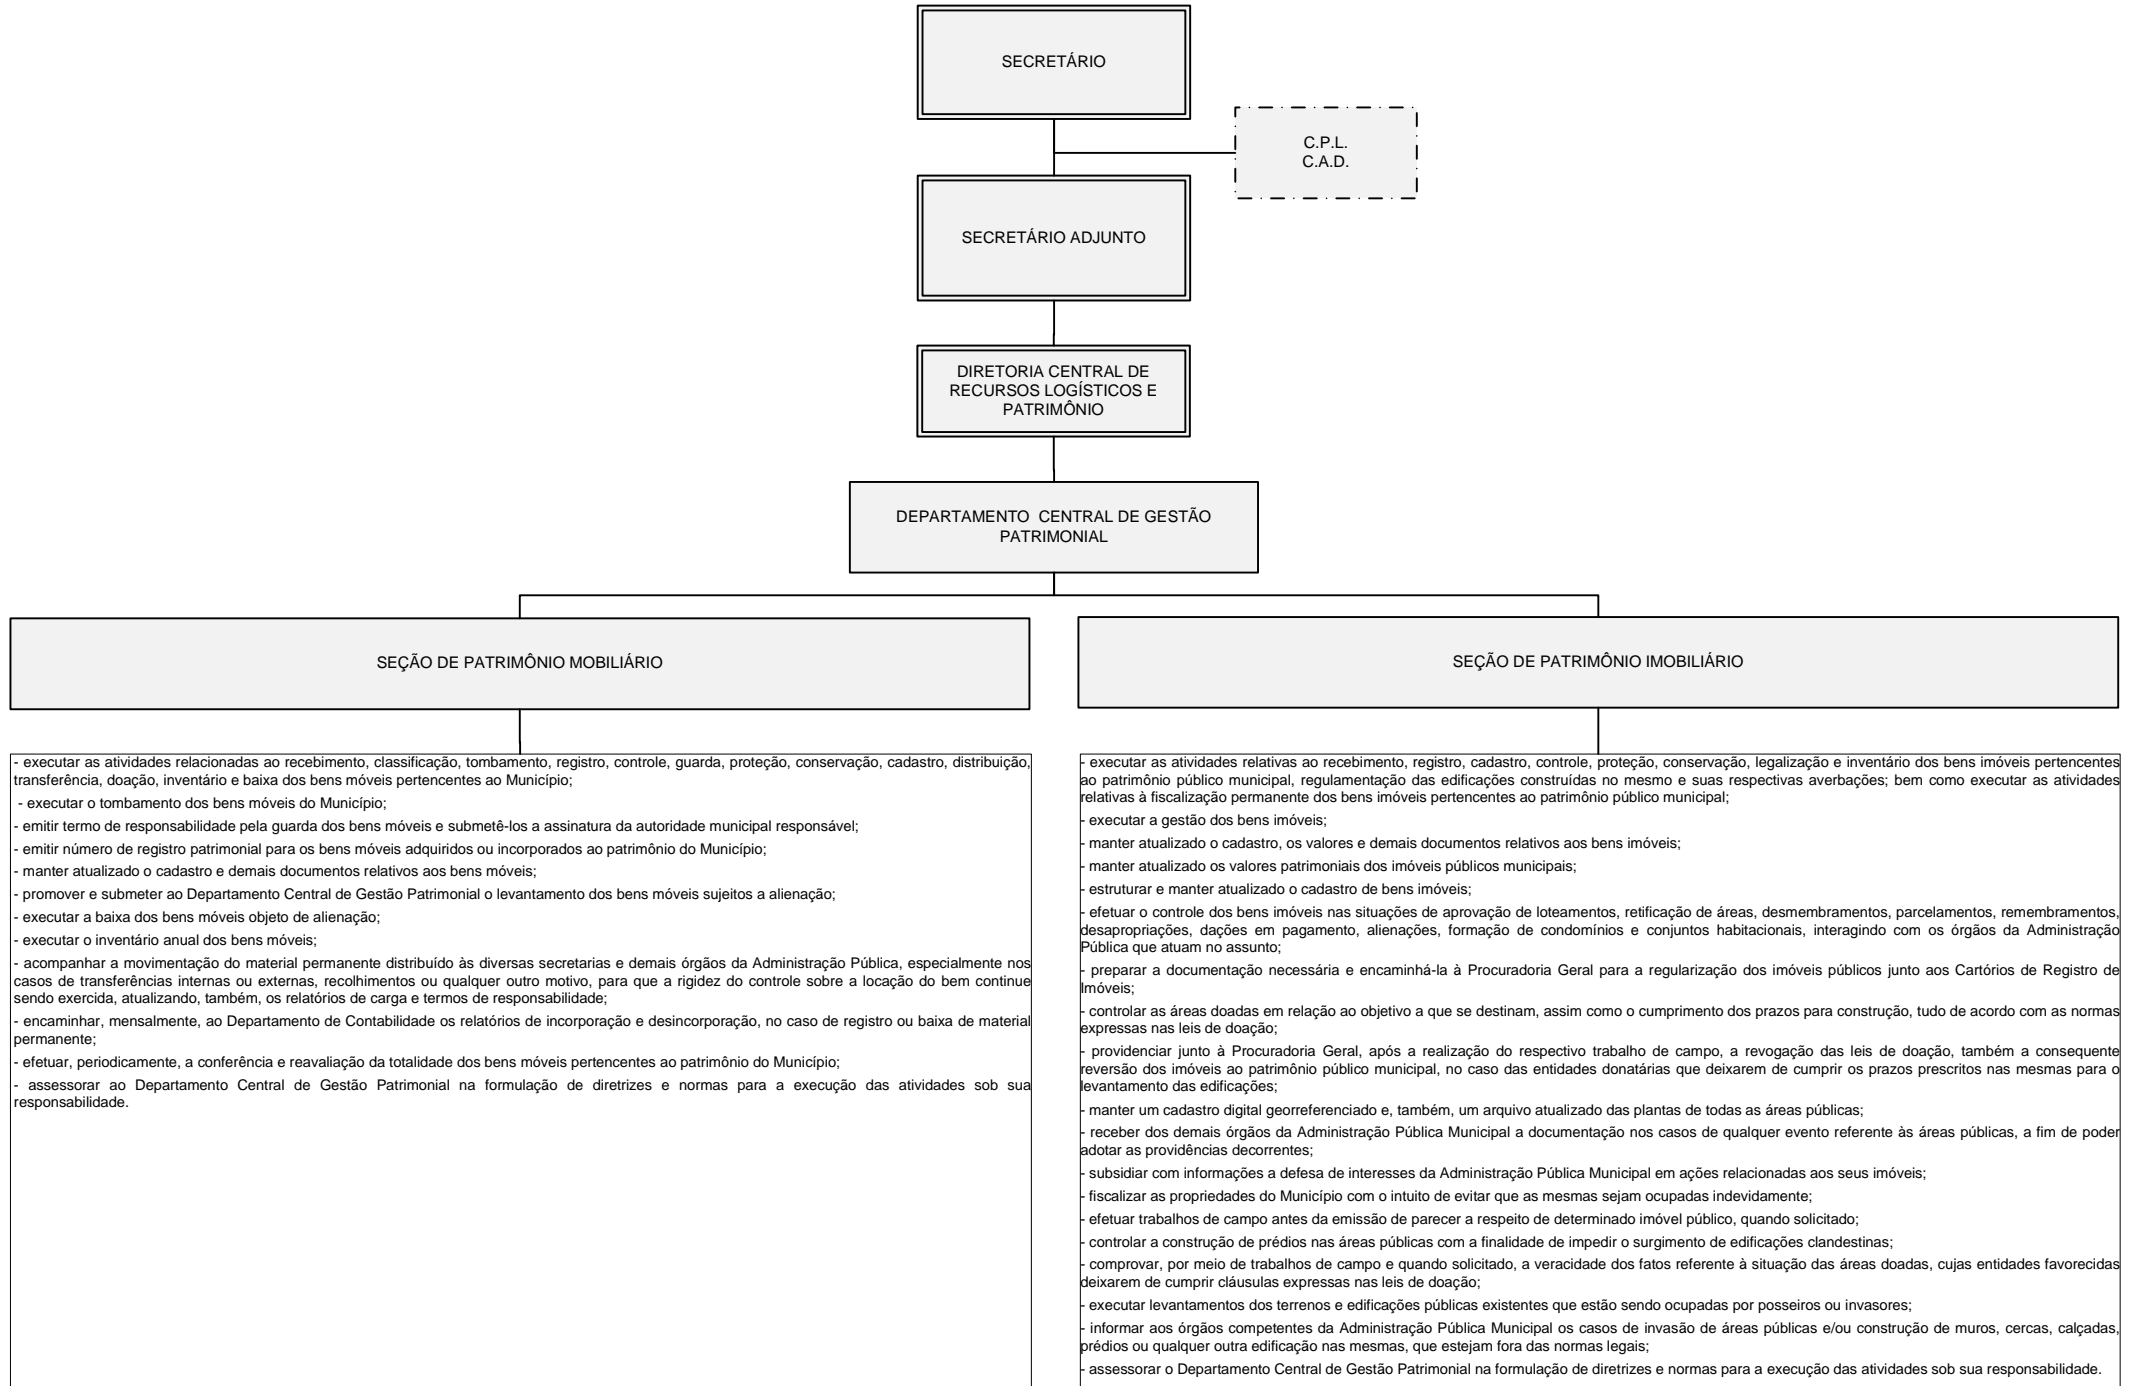 SECRETÁRIO
C.P.L.
C.A.D.
SECRETÁRIO ADJUNTO
DIRETORIA CENTRAL DE
RECURSOS LOGÍSTICOS E
PATRIMÔNIO
DEPARTAMENTO  CENTRAL DE GESTÃO
PATRIMONIAL
SEÇÃO DE PATRIMÔNIO MOBILIÁRIO
- executar as atividades relacionadas ao recebimento, classificação, tombamento, registro, controle, guarda, proteção, conservação, cadastro, distribuição,
transferência, doação, inventário e baixa dos bens móveis pertencentes ao Município;
- executar o tombamento dos bens móveis do Município;
- emitir termo de responsabilidade pela guarda dos bens móveis e submetê-los a assinatura da autoridade municipal responsável;
- emitir número de registro patrimonial para os bens móveis adquiridos ou incorporados ao patrimônio do Município;
- manter atualizado o cadastro e demais documentos relativos aos bens móveis;
- promover e submeter ao Departamento Central de Gestão Patrimonial o levantamento dos bens móveis sujeitos a alienação;
- executar a baixa dos bens móveis objeto de alienação;
- executar o inventário anual dos bens móveis;
- acompanhar a movimentação do material permanente distribuído às diversas secretarias e demais órgãos da Administração Pública, especialmente nos
casos de transferências internas ou externas, recolhimentos ou qualquer outro motivo, para que a rigidez do controle sobre a locação do bem continue
sendo exercida, atualizando, também, os relatórios de carga e termos de responsabilidade;
- encaminhar, mensalmente, ao Departamento de Contabilidade os relatórios de incorporação e desincorporação, no caso de registro ou baixa de material
permanente;
- efetuar, periodicamente, a conferência e reavaliação da totalidade dos bens móveis pertencentes ao patrimônio do Município;
- assessorar ao Departamento Central de Gestão Patrimonial na formulação de diretrizes e normas para a execução das atividades sob sua
responsabilidade.
SEÇÃO DE PATRIMÔNIO IMOBILIÁRIO
- executar as atividades relativas ao recebimento, registro, cadastro, controle, proteção, conservação, legalização e inventário dos bens imóveis pertencentes
ao patrimônio público municipal, regulamentação das edificações construídas no mesmo e suas respectivas averbações; bem como executar as atividades
relativas à fiscalização permanente dos bens imóveis pertencentes ao patrimônio público municipal;
- executar a gestão dos bens imóveis;
- manter atualizado o cadastro, os valores e demais documentos relativos aos bens imóveis;
- manter atualizado os valores patrimoniais dos imóveis públicos municipais;
- estruturar e manter atualizado o cadastro de bens imóveis;
- efetuar o controle dos bens imóveis nas situações de aprovação de loteamentos, retificação de áreas, desmembramentos, parcelamentos, remembramentos,
desapropriações, dações em pagamento, alienações, formação de condomínios e conjuntos habitacionais, interagindo com os órgãos da Administração
Pública que atuam no assunto;
- preparar a documentação necessária e encaminhá-la à Procuradoria Geral para a regularização dos imóveis públicos junto aos Cartórios de Registro de
Imóveis;
- controlar as áreas doadas em relação ao objetivo a que se destinam, assim como o cumprimento dos prazos para construção, tudo de acordo com as normas
expressas nas leis de doação;
- providenciar junto à Procuradoria Geral, após a realização do respectivo trabalho de campo, a revogação das leis de doação, também a consequente
reversão dos imóveis ao patrimônio público municipal, no caso das entidades donatárias que deixarem de cumprir os prazos prescritos nas mesmas para o
levantamento das edificações;
- manter um cadastro digital georreferenciado e, também, um arquivo atualizado das plantas de todas as áreas públicas;
- receber dos demais órgãos da Administração Pública Municipal a documentação nos casos de qualquer evento referente às áreas públicas, a fim de poder
adotar as providências decorrentes;
- subsidiar com informações a defesa de interesses da Administração Pública Municipal em ações relacionadas aos seus imóveis;
- fiscalizar as propriedades do Município com o intuito de evitar que as mesmas sejam ocupadas indevidamente;
- efetuar trabalhos de campo antes da emissão de parecer a respeito de determinado imóvel público, quando solicitado;
- controlar a construção de prédios nas áreas públicas com a finalidade de impedir o surgimento de edificações clandestinas;
- comprovar, por meio de trabalhos de campo e quando solicitado, a veracidade dos fatos referente à situação das áreas doadas, cujas entidades favorecidas
deixarem de cumprir cláusulas expressas nas leis de doação;
- executar levantamentos dos terrenos e edificações públicas existentes que estão sendo ocupadas por posseiros ou invasores;
- informar aos órgãos competentes da Administração Pública Municipal os casos de invasão de áreas públicas e/ou construção de muros, cercas, calçadas,
prédios ou qualquer outra edificação nas mesmas, que estejam fora das normas legais;
- assessorar o Departamento Central de Gestão Patrimonial na formulação de diretrizes e normas para a execução das atividades sob sua responsabilidade.